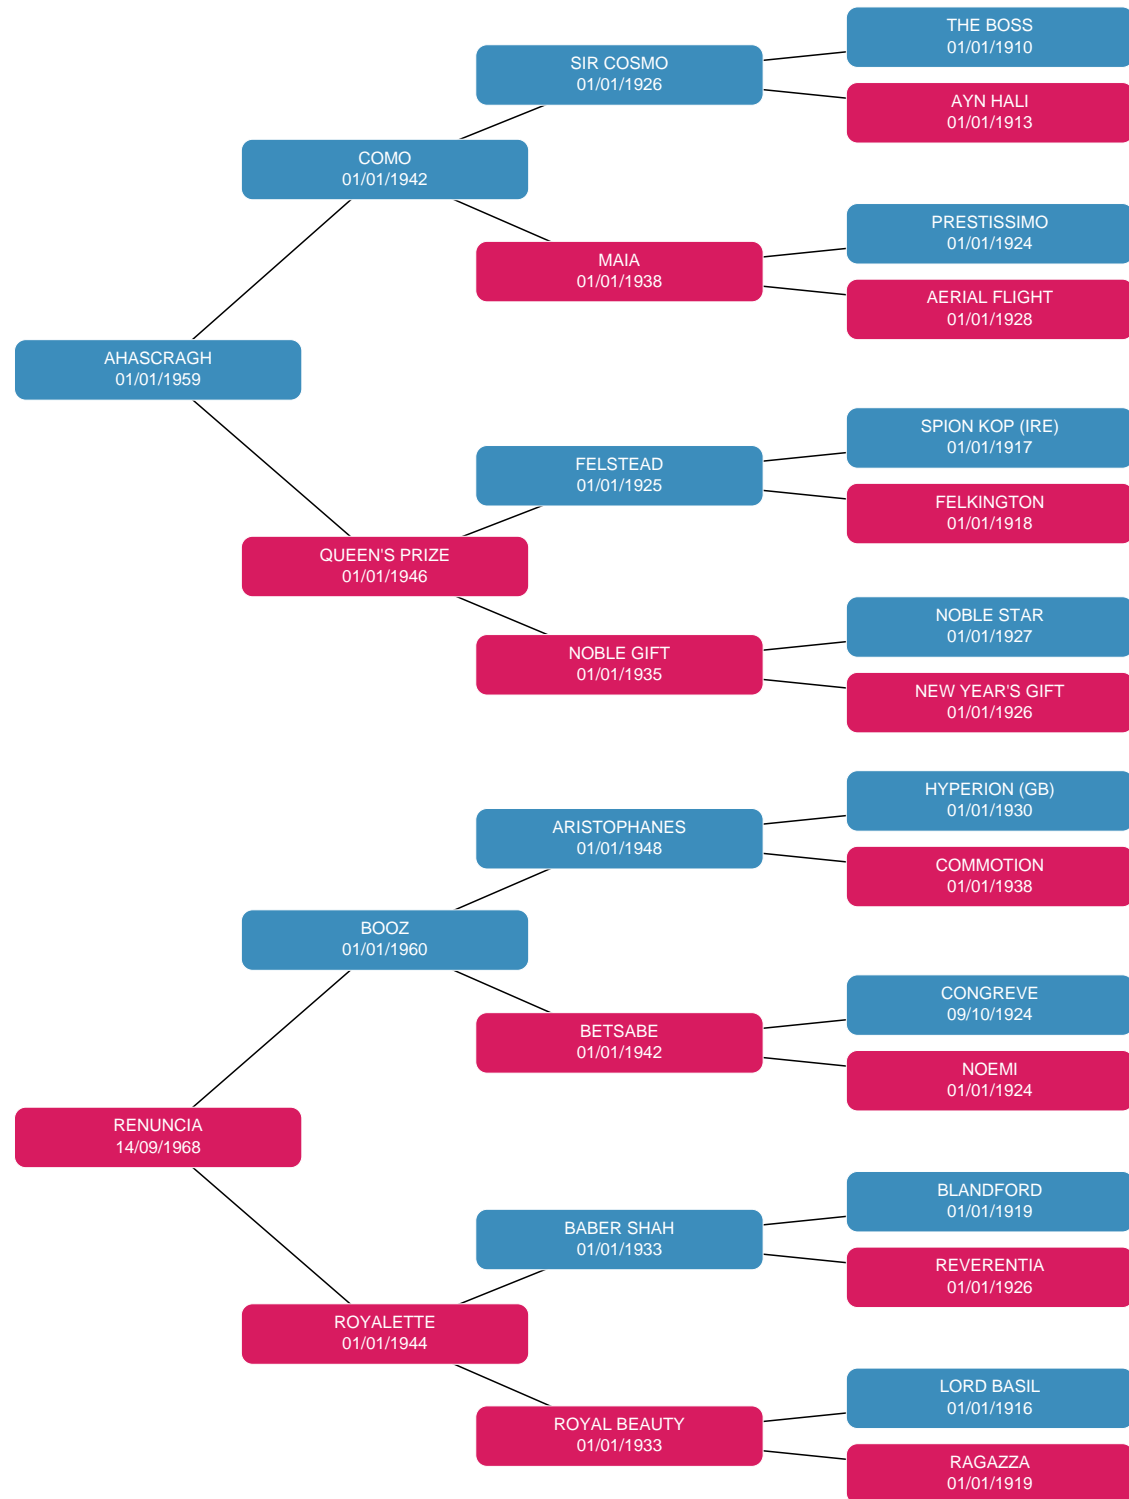 THE BOSS
01/01/1910
SIR COSMO
01/01/1926
AYN HALI
01/01/1913
COMO
01/01/1942
PRESTISSIMO
01/01/1924
MAIA
01/01/1938
AERIAL FLIGHT
01/01/1928
AHASCRAGH
01/01/1959
SPION KOP (IRE)
01/01/1917
FELSTEAD
01/01/1925
FELKINGTON
01/01/1918
QUEEN'S PRIZE
01/01/1946
NOBLE STAR
01/01/1927
NOBLE GIFT
01/01/1935
NEW YEAR'S GIFT
01/01/1926
HYPERION (GB)
01/01/1930
ARISTOPHANES
01/01/1948
COMMOTION
01/01/1938
BOOZ
01/01/1960
CONGREVE
09/10/1924
BETSABE
01/01/1942
NOEMI
01/01/1924
RENUNCIA
14/09/1968
BLANDFORD
01/01/1919
BABER SHAH
01/01/1933
REVERENTIA
01/01/1926
ROYALETTE
01/01/1944
LORD BASIL
01/01/1916
ROYAL BEAUTY
01/01/1933
RAGAZZA
01/01/1919